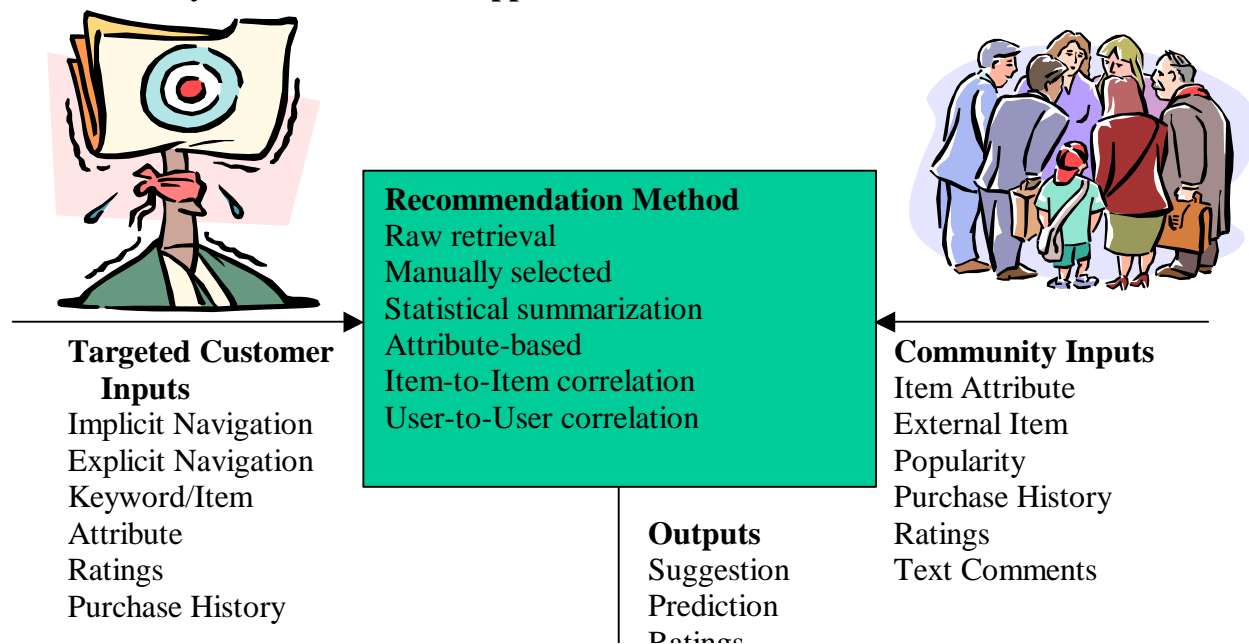 Recommendation Method
Raw retrieval
Manually selected
Statistical summarization
Attribute-based
Item-to-Item correlation
User-to-User correlation
Targeted Customer
Inputs
Implicit Navigation
Explicit Navigation
Keyword/Item
Attribute
Ratings
Purchase History
Community Inputs
Item Attribute
External Item
Popularity
Purchase History
Ratings
Text Comments
Outputs
Suggestion
Prediction
Ratings